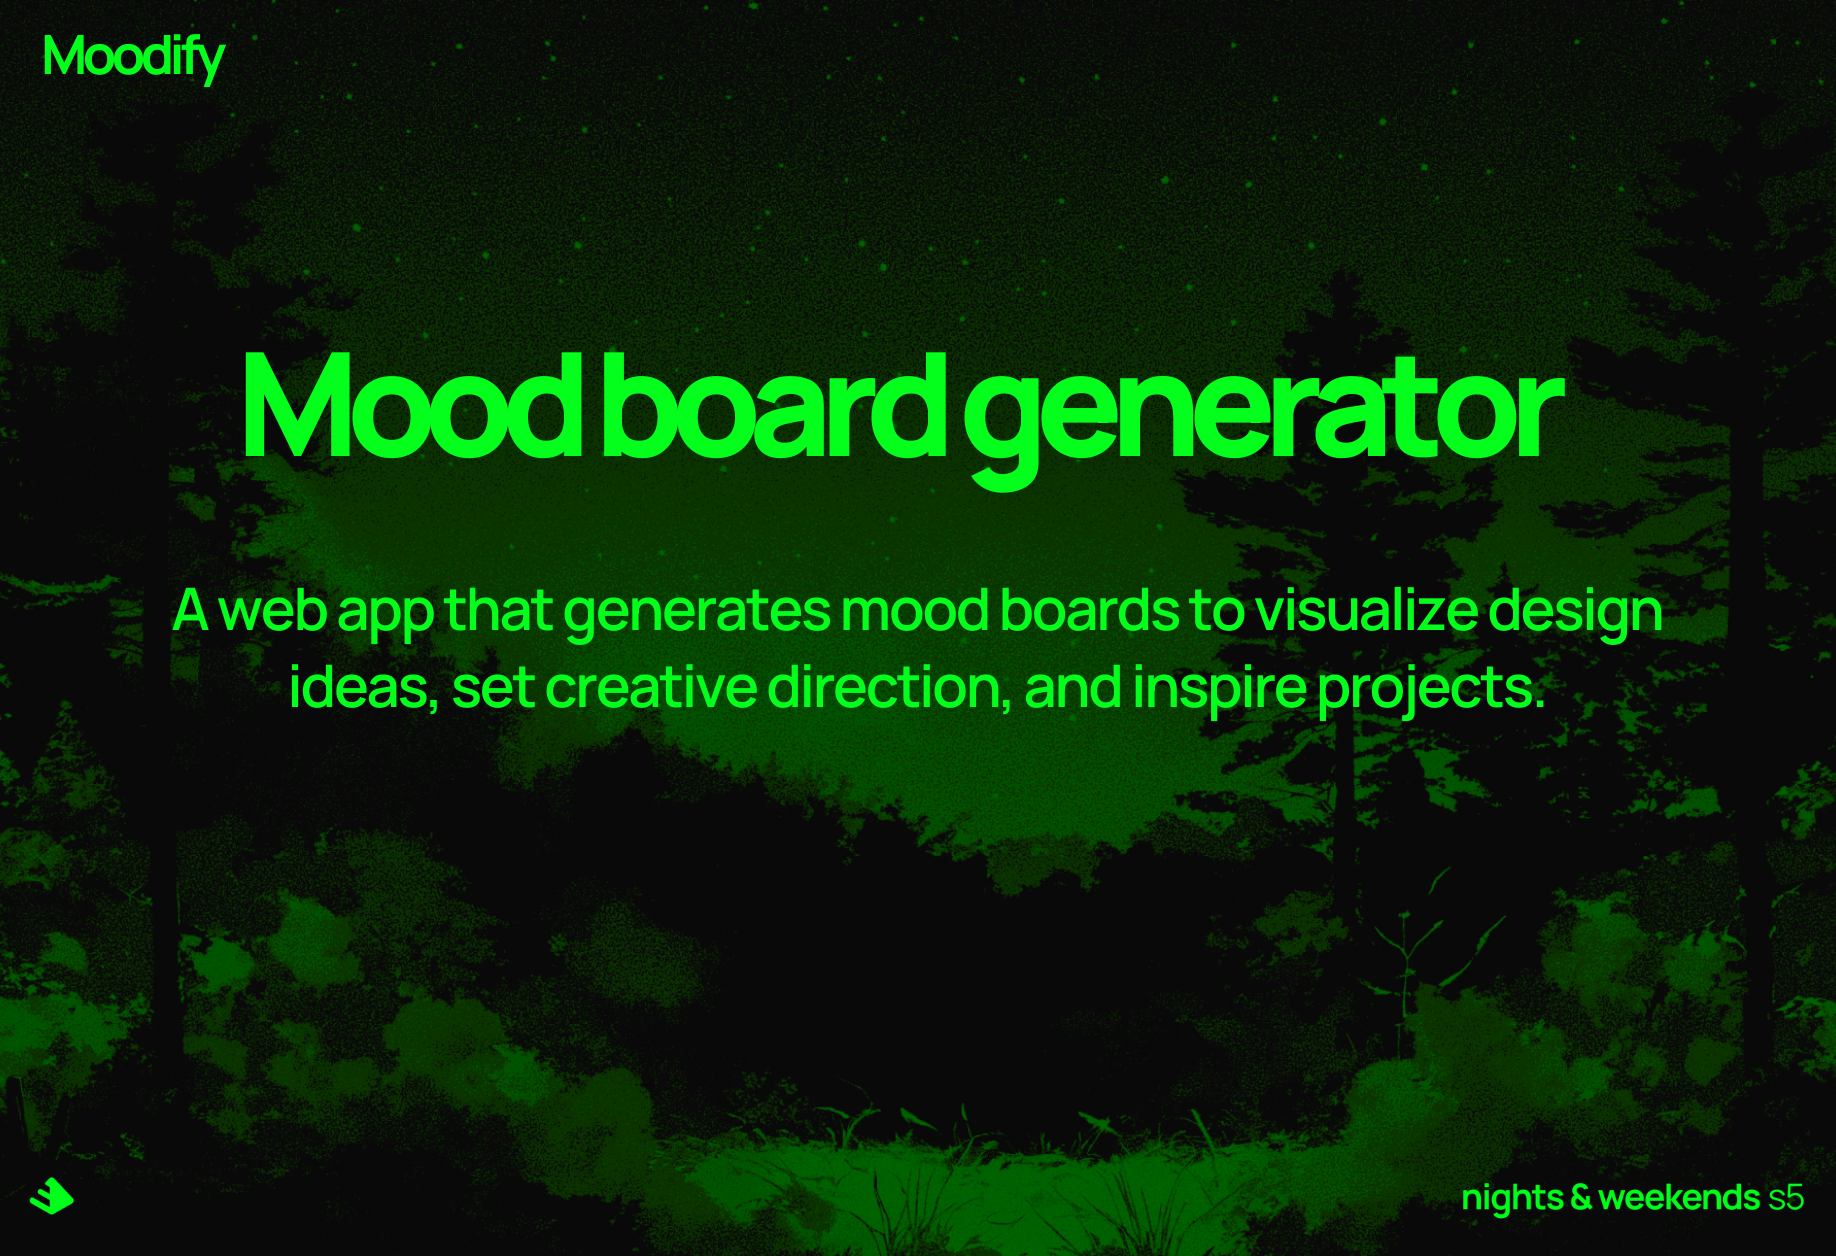 Moodify
Mood board generator
A web app that generates mood boards to visualize design
ideas, set creative direction, and inspire projects.
nights & weekends s5